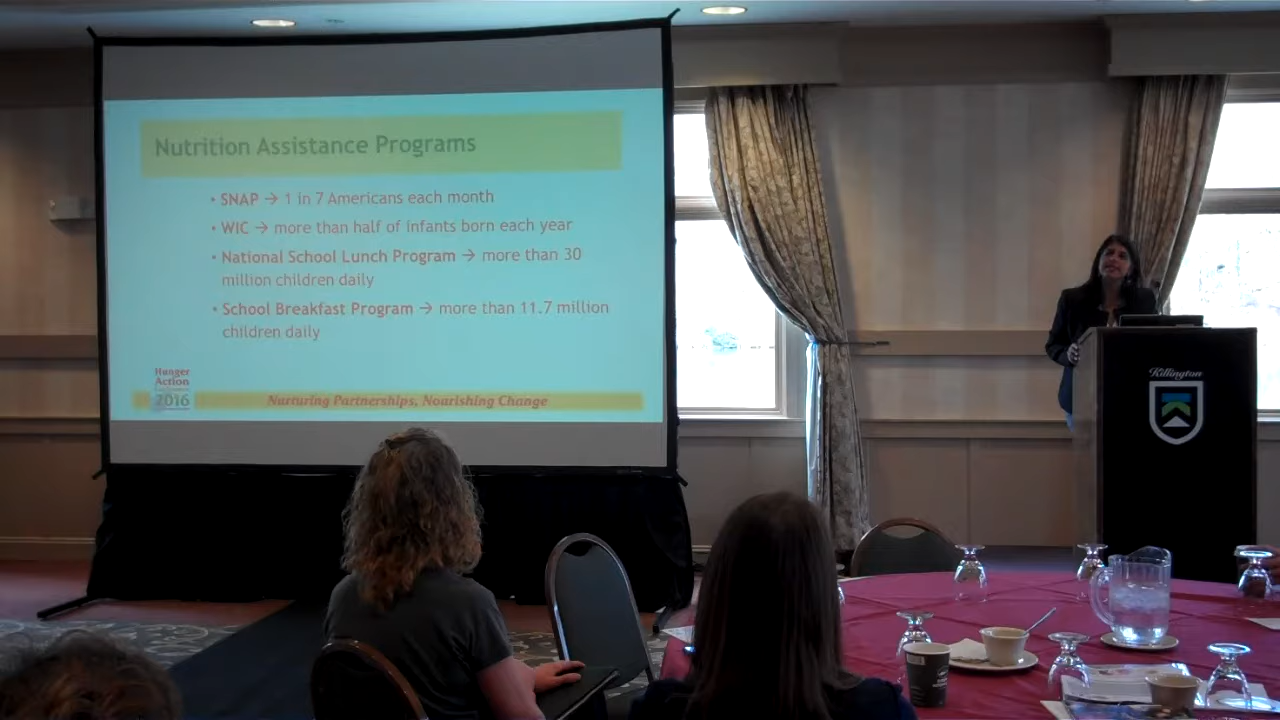 Nutrition Assistance Programs
• SNAP → 1 in 7 Americans each month
• WIC → more than half of infants born each year
• National School Lunch Program → more than 30
million children daily
• School Breakfast Program → more than 11.7 million
children daily
Hunger
Action
2016
Nurturing Partnerships, Nourishing Change
Killington